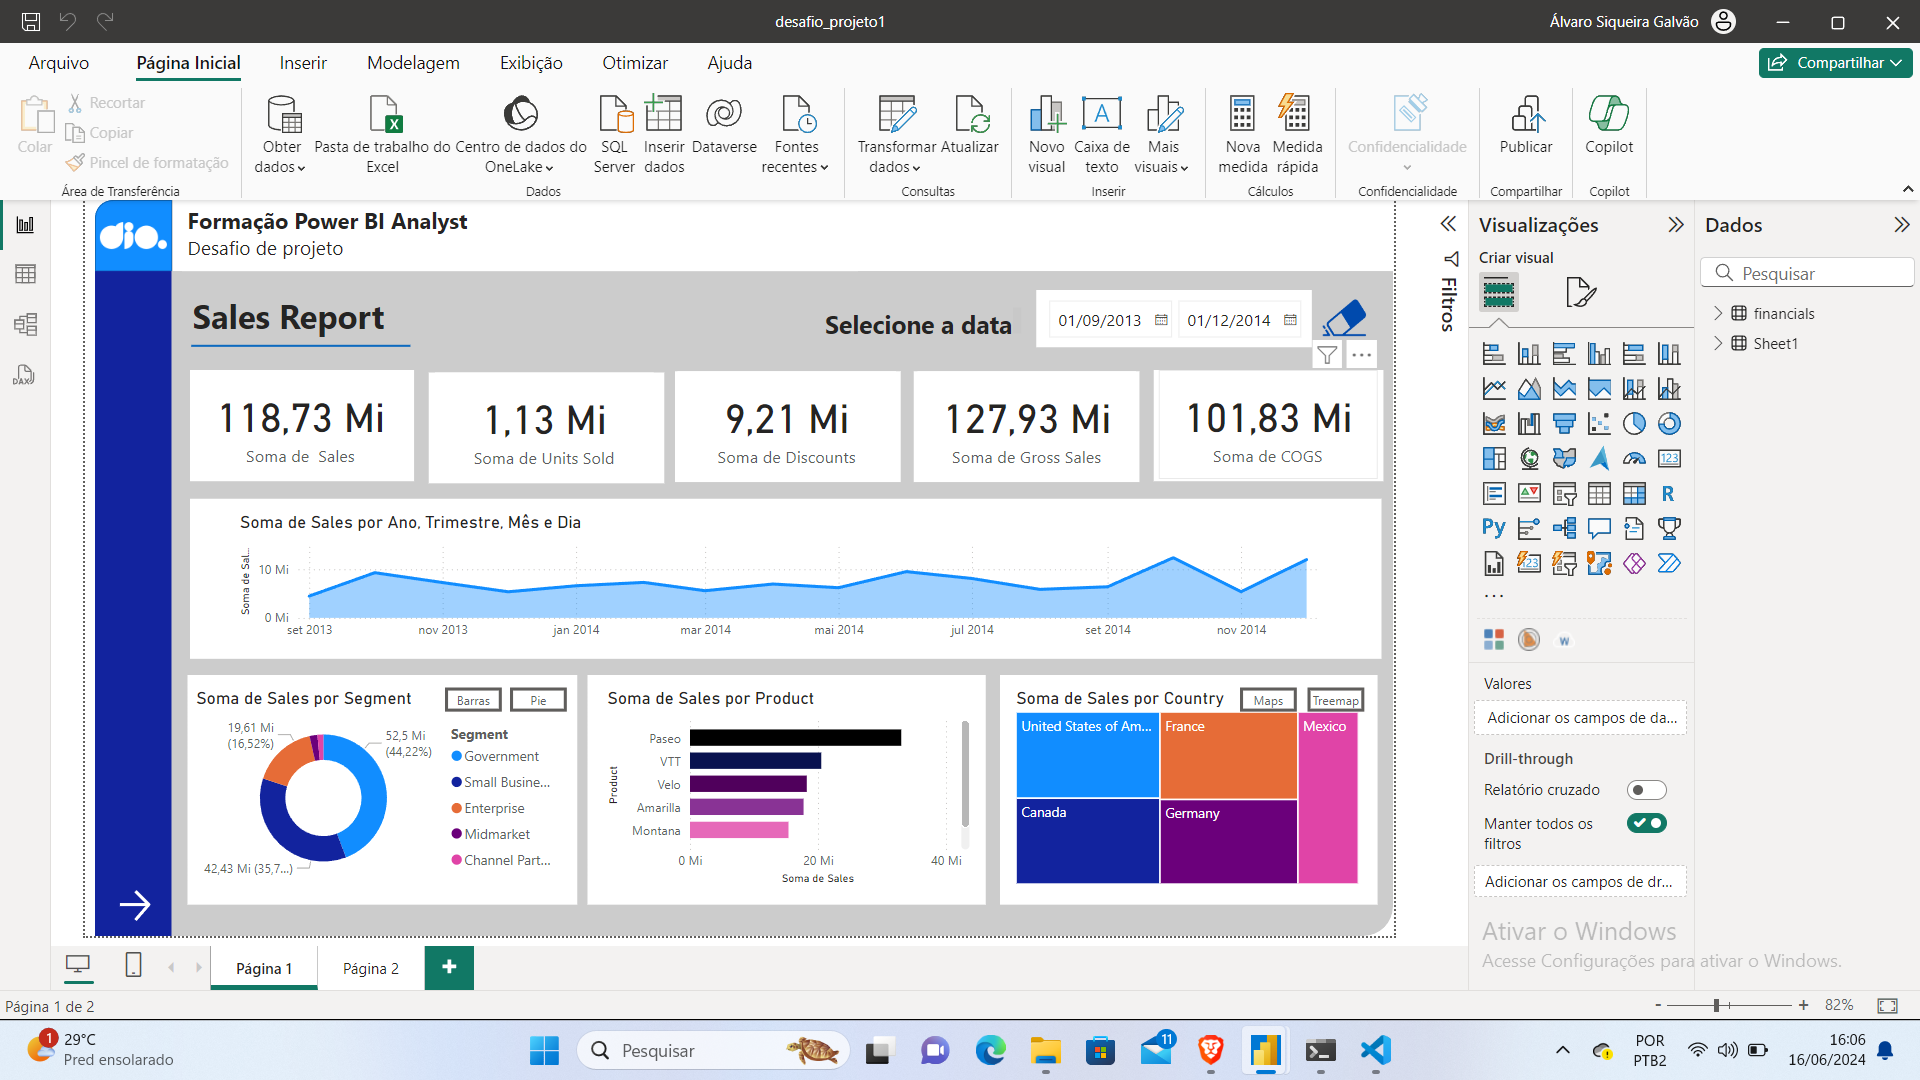 desafio_projeto1
Álvaro Siqueira Galvão
Arquivo
Página Inicial
Inserir
Modelagem
Exibição
Otimizar
Ajuda
Compartilhar
Colar
Recortar
Copiar
Pincel de formatação
Área de Transferência
Obter dados
Pasta de trabalho do Excel
Centro de dados do OneLake
SQL Server
Inserir dados
Dataverse
Fontes recentes
Dados
Transformar dados
Atualizar
Consultas
Novo visual
Caixa de texto
Mais visuais
Inserir
Nova medida
Medida rápida
Cálculos
Confidencialidade
Confidencialidade
Publicar
Compartilhar
Copilot
Copilot
dio.
Formação Power BI Analyst
Desafio de projeto
Sales Report
Selecione a data
01/09/2013
01/12/2014
118,73 Mi
Soma de Sales
1,13 Mi
Soma de Units Sold
9,21 Mi
Soma de Discounts
127,93 Mi
Soma de Gross Sales
101,83 Mi
Soma de COGS
Soma de Sales por Ano, Trimestre, Mês e Dia
Soma de Sal...
10 Mi
0 Mi
set 2013
nov 2013
jan 2014
mar 2014
mai 2014
jul 2014
set 2014
nov 2014
Soma de Sales por Segment
Barras
Pie
19,61 Mi
(16,52%)
52,5 Mi
(44,22%)
42,43 Mi (35,7...)
Segment
Government
Small Busine...
Enterprise
Midmarket
Channel Part...
Soma de Sales por Product
Product
Paseo
VTT
Velo
Amarilla
Montana
0 Mi
20 Mi
40 Mi
Soma de Sales
Soma de Sales por Country
Maps
Treemap
United States of Am...
France
Mexico
Canada
Germany
Filtros
Visualizações
Criar visual
123
R
Py
123
...
w
Valores
Adicionar os campos de da...
Drill-through
Relatório cruzado
Manter todos os
filtros
Adicionar os campos de dr...
Dados
Pesquisar
financials
Sheet1
DAX
Ativar o Windows
Acesse Configurações para ativar o Windows.
Página 1
Página 2
+
Página 1 de 2
- + 82%
1
29°C
Pred ensolarado
Pesquisar
11
POR
PTB2
16:06
16/06/2024